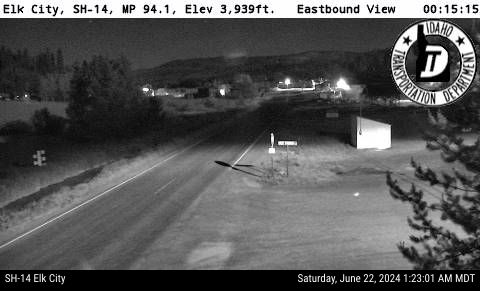 Elk City, SH-14, MP 94.1, Elev 3,939ft. Eastbound View 00:15:15
IDAHO
TRANSPORTATION DEPARTMENT
SH-14 Elk City Saturday, June 22, 2024 1:23:01 AM MDT